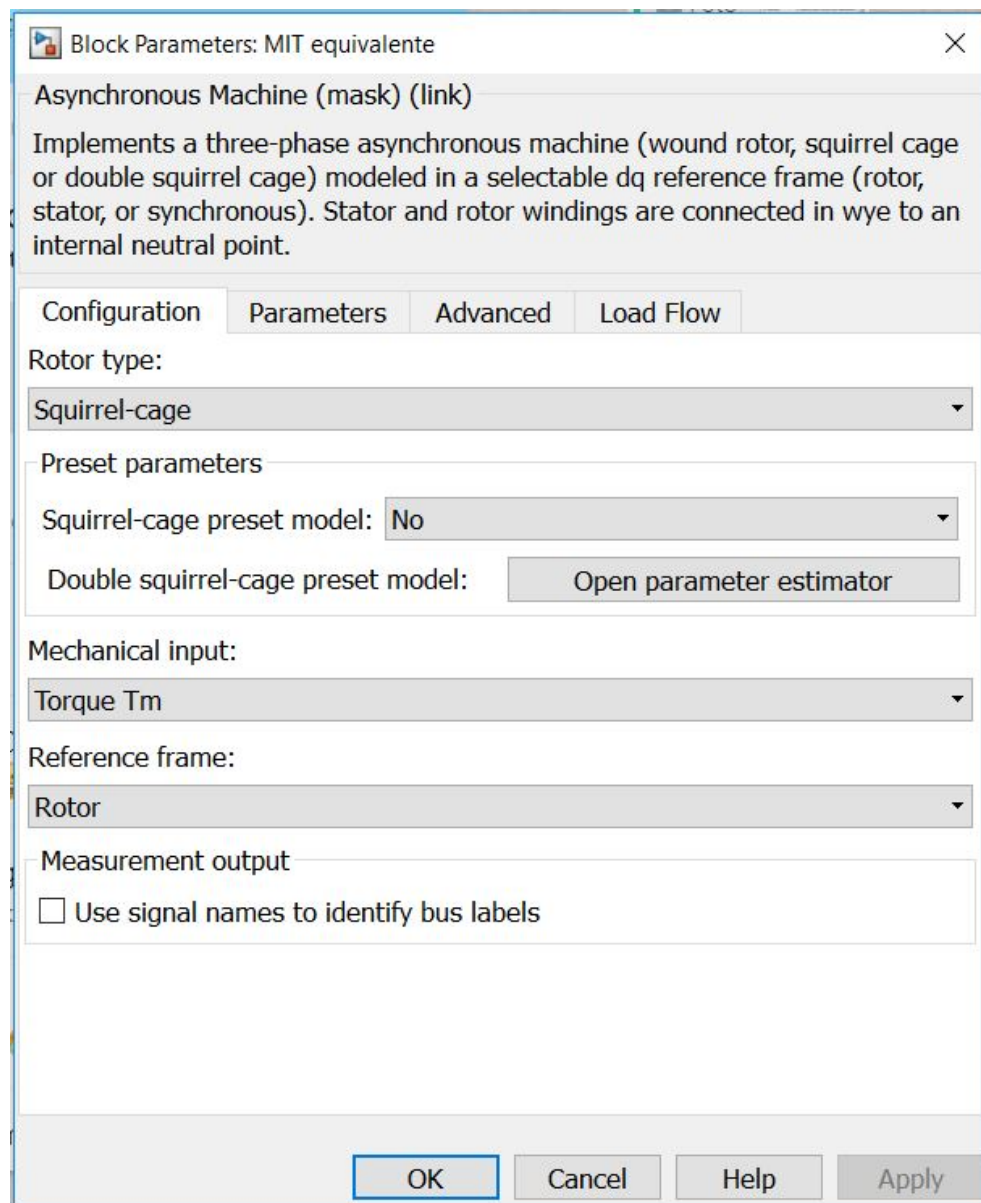 Block Parameters: MIT equivalente
Asynchronous Machine (mask) (link)
Implements a three-phase asynchronous machine (wound rotor, squirrel cage
or double squirrel cage) modeled in a selectable dq reference frame (rotor,
stator, or synchronous). Stator and rotor windings are connected in wye to an
internal neutral point.
Configuration Parameters Advanced Load Flow
Rotor type:
Squirrel-cage
Preset parameters
Squirrel-cage preset model: No
Double squirrel-cage preset model: Open parameter estimator
Mechanical input:
Torque Tm
Reference frame:
Rotor
Measurement output
Use signal names to identify bus labels
OK Cancel Help Apply